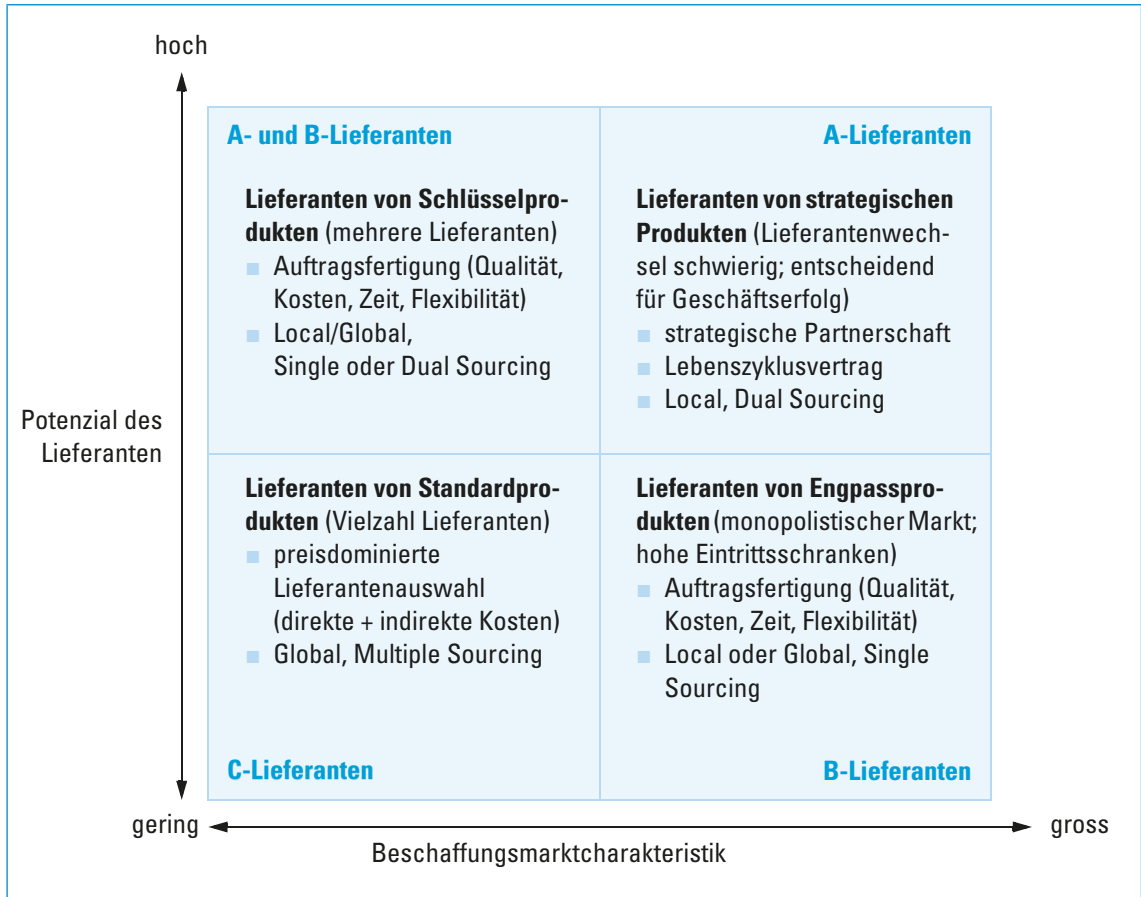 hoch
A- und B-Lieferanten
Lieferanten von Schlüsselpro-
dukten (mehrere Lieferanten)
■ Auftragsfertigung (Qualität,
Kosten, Zeit, Flexibilität)
■ Local/Global,
Single oder Dual Sourcing
A-Lieferanten
Lieferanten von strategischen
Produkten (Lieferantenwech-
sel schwierig; entscheidend
für Geschäftserfolg)
■ strategische Partnerschaft
■ Lebenszyklusvertrag
■ Local, Dual Sourcing
Potenzial des
Lieferanten
Lieferanten von Standardpro-
dukten (Vielzahl Lieferanten)
■ preisdominierte
Lieferantenauswahl
(direkte + indirekte Kosten)
■ Global, Multiple Sourcing
C-Lieferanten
Lieferanten von Engpasspro-
dukten (monopolistischer Markt;
hohe Eintrittsschranken)
■ Auftragsfertigung (Qualität,
Kosten, Zeit, Flexibilität)
■ Local oder Global, Single
Sourcing
B-Lieferanten
gering
gross
Beschaffungsmarktcharakteristik